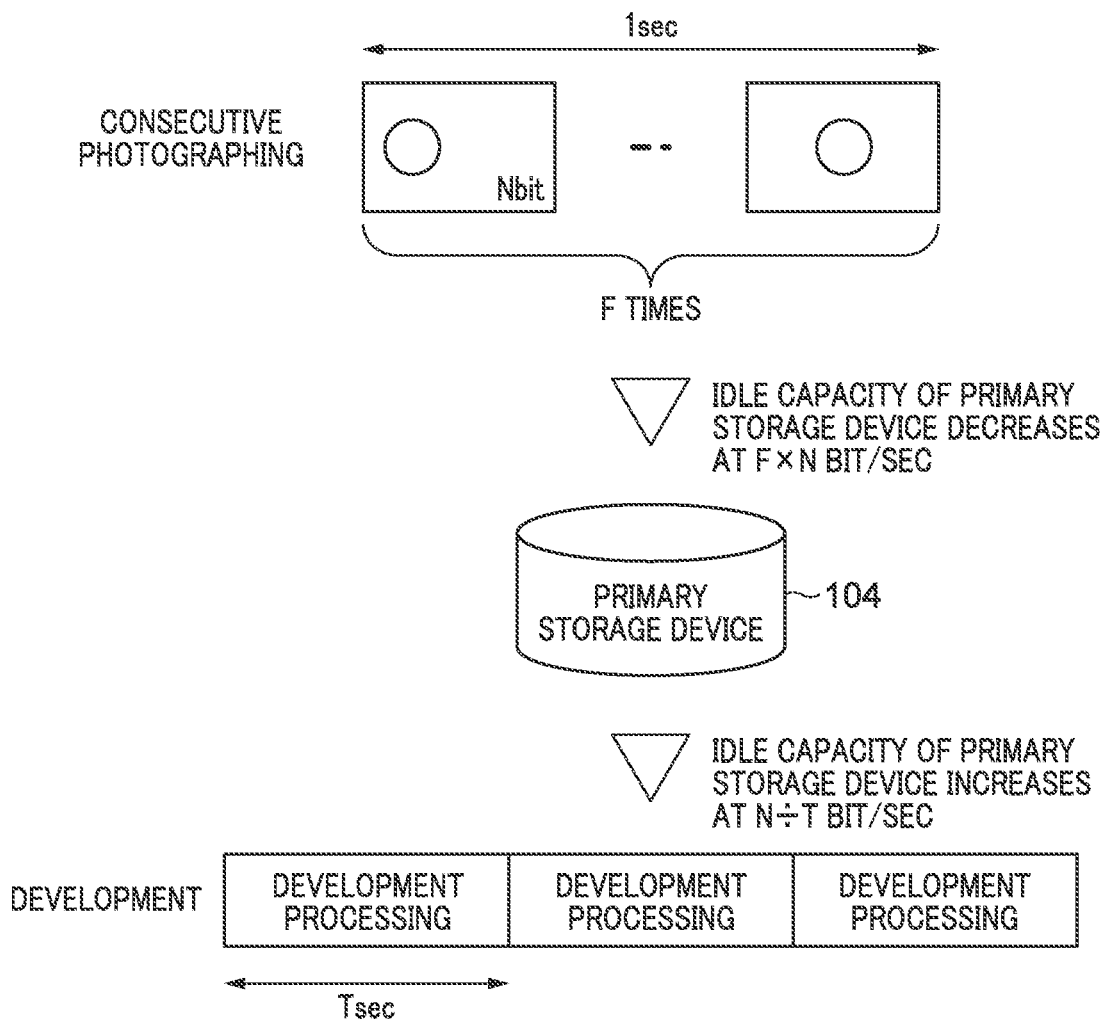 1sec
CONSECUTIVE
PHOTOGRAPHING
Nbit
F TIMES
IDLE CAPACITY OF PRIMARY
STORAGE DEVICE DECREASES
AT F×N BIT/SEC
PRIMARY
STORAGE DEVICE
104
IDLE CAPACITY OF PRIMARY
STORAGE DEVICE INCREASES
AT N÷T BIT/SEC
DEVELOPMENT
DEVELOPMENT
PROCESSING
DEVELOPMENT
PROCESSING
DEVELOPMENT
PROCESSING
Tsec